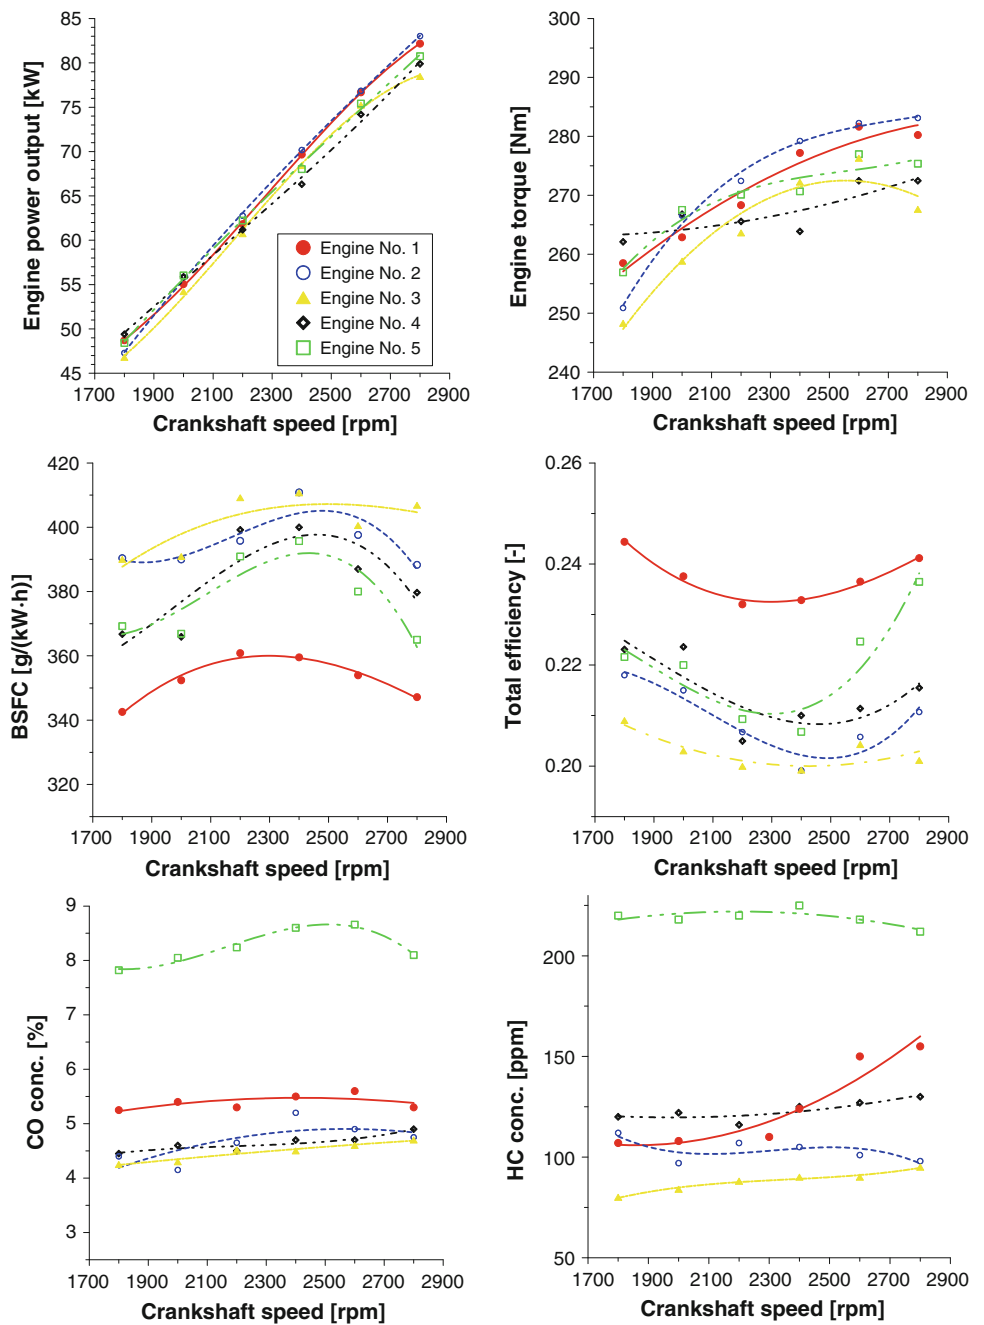 85
80
75
70
65
60
55
50
45
Engine power output [kW]
1700 1900 2100 2300 2500 2700 2900
Crankshaft speed [rpm]
Engine No. 1
Engine No. 2
Engine No. 3
Engine No. 4
Engine No. 5
300
290
280
270
260
250
240
Engine torque [Nm]
1700 1900 2100 2300 2500 2700 2900
Crankshaft speed [rpm]
420
400
380
360
340
320
BSFC [g/(kW·h)]
1700 1900 2100 2300 2500 2700 2900
Crankshaft speed [rpm]
0.26
0.24
0.22
0.20
Total efficiency [-]
1700 1900 2100 2300 2500 2700 2900
Crankshaft speed [rpm]
9
8
7
6
5
4
3
CO conc. [%]
1700 1900 2100 2300 2500 2700 2900
Crankshaft speed [rpm]
200
150
100
50
HC conc. [ppm]
1700 1900 2100 2300 2500 2700 2900
Crankshaft speed [rpm]